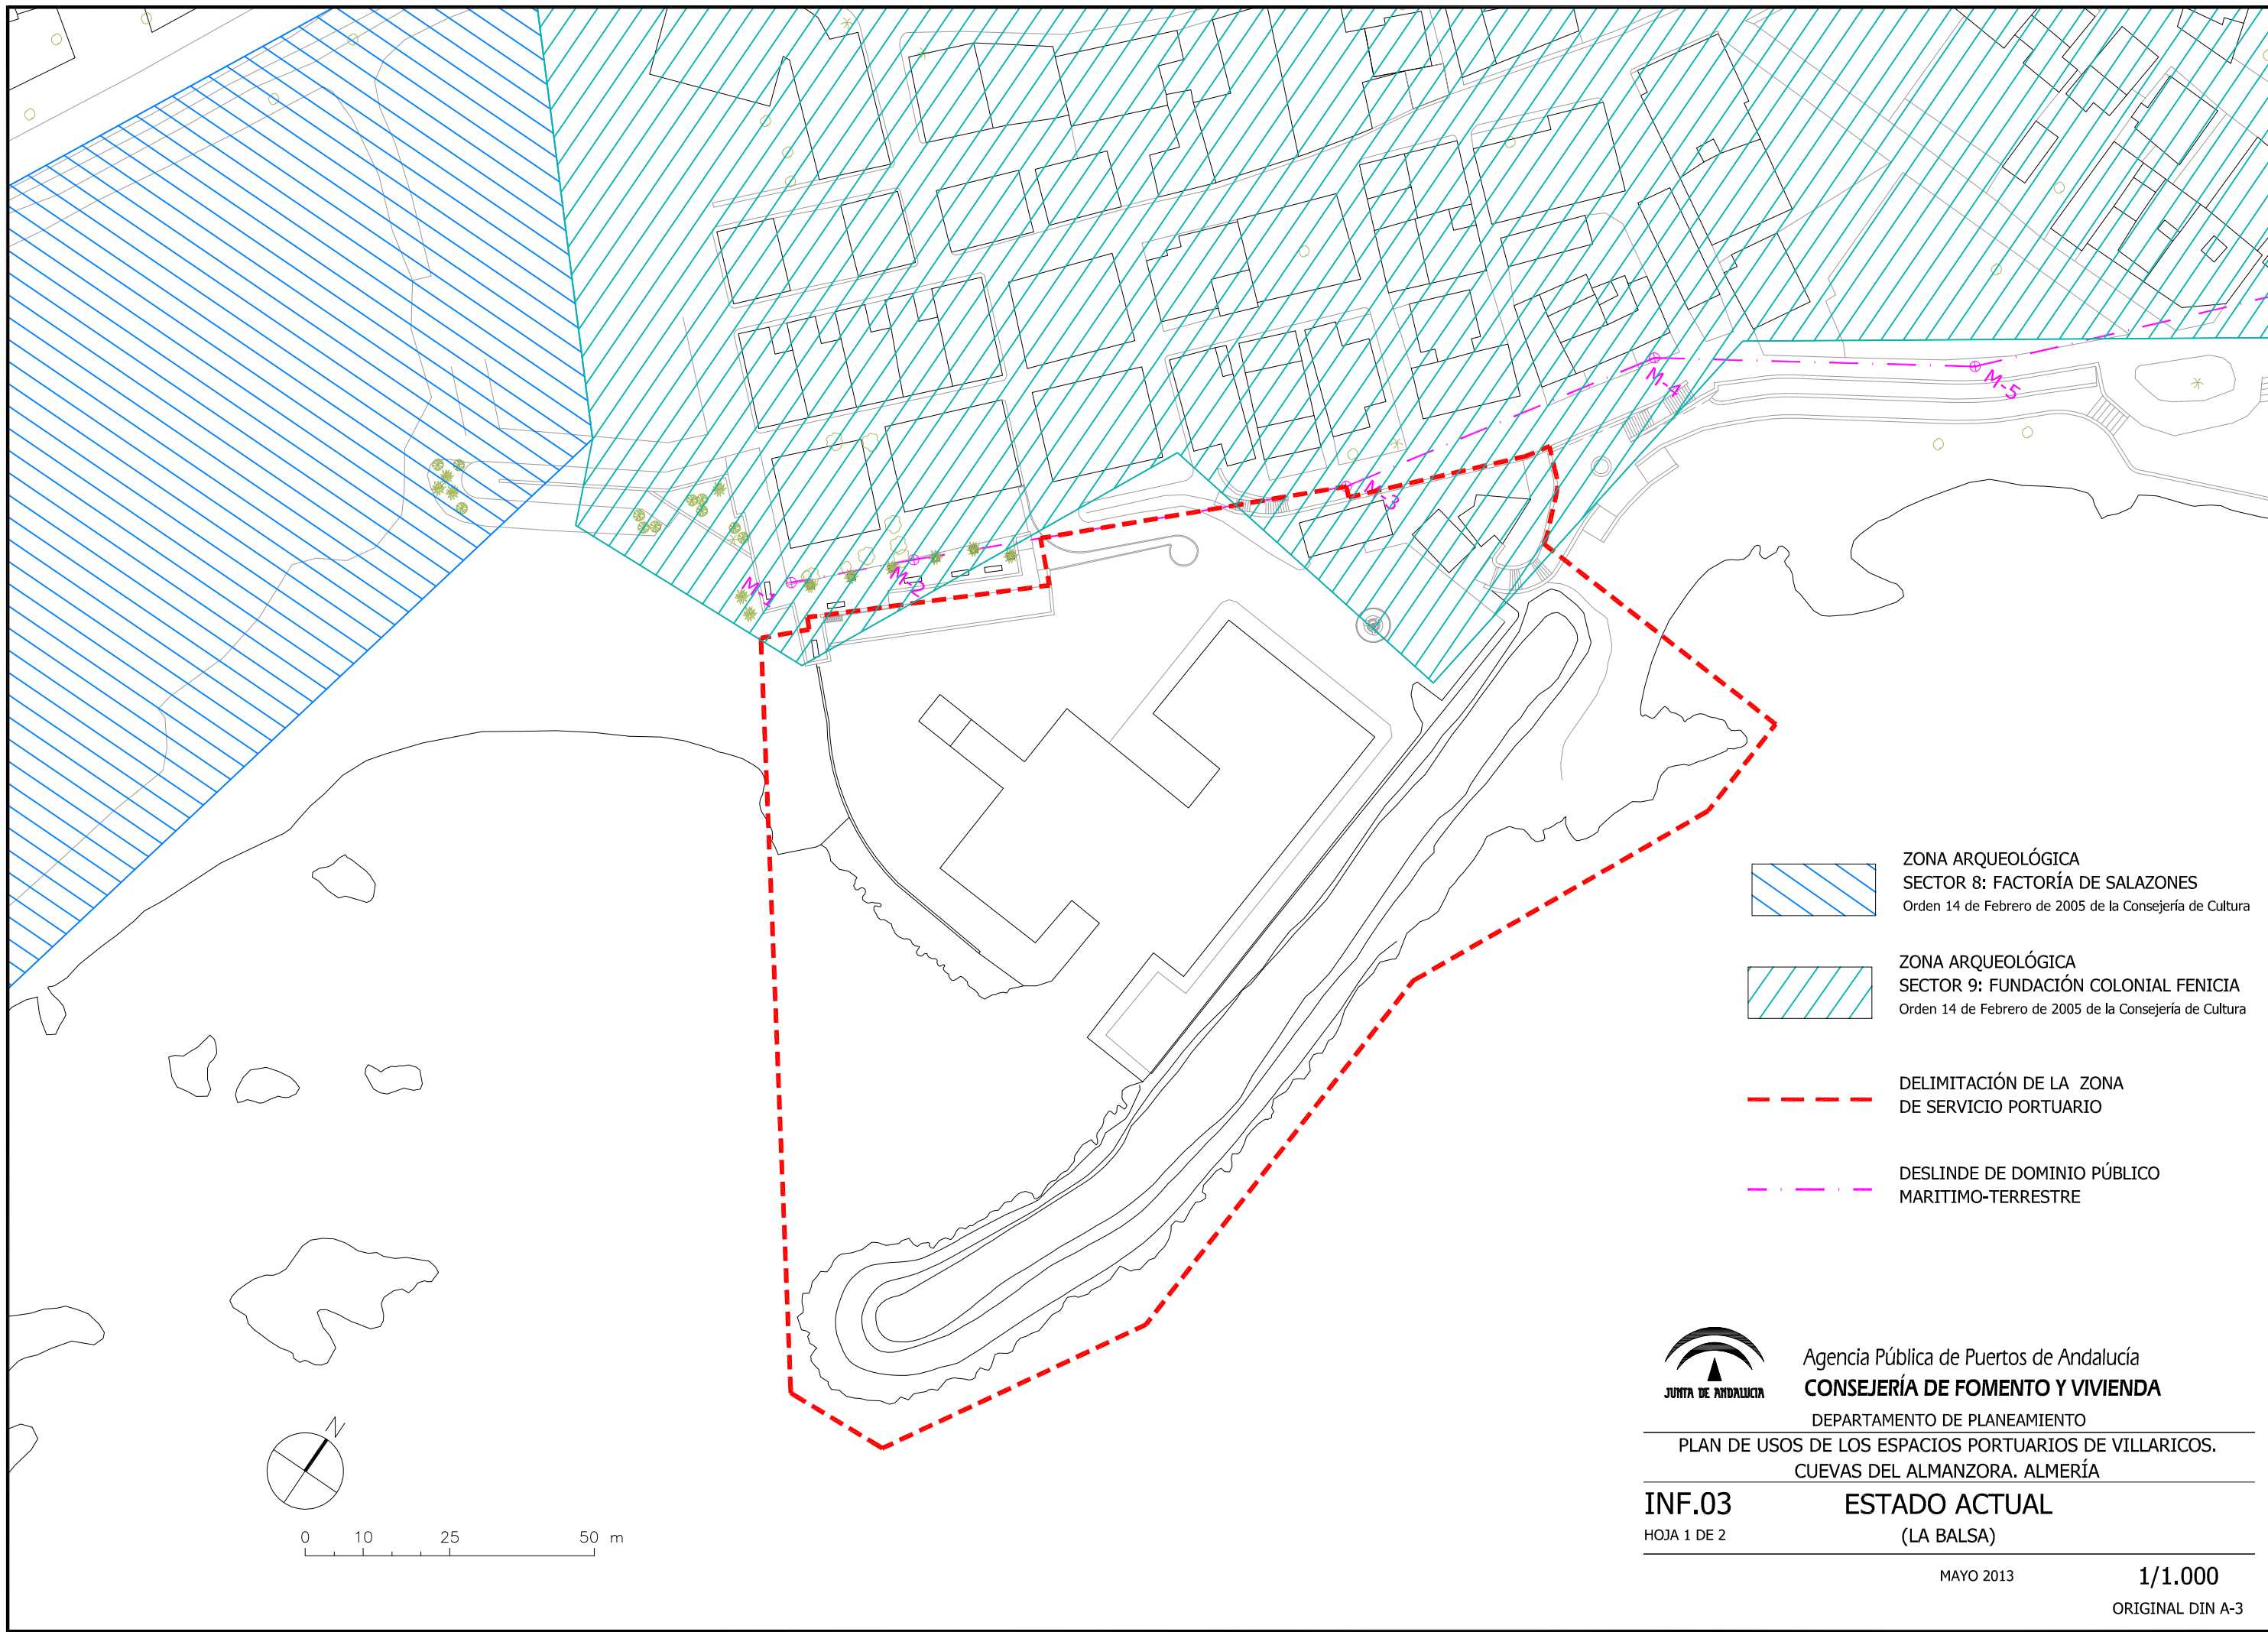 M-1
M-2
M-3
M-4
M-5
ZONA ARQUEOLÓGICA
SECTOR 8: FACTORÍA DE SALAZONES
Orden 14 de Febrero de 2005 de la Consejería de Cultura
ZONA ARQUEOLÓGICA
SECTOR 9: FUNDACIÓN COLONIAL FENICIA
Orden 14 de Febrero de 2005 de la Consejería de Cultura
DELIMITACIÓN DE LA ZONA
DE SERVICIO PORTUARIO
DESLINDE DE DOMINIO PÚBLICO
MARITIMO-TERRESTRE
N
0 10 25 50 m
JUNTA DE ANDALUCIA
Agencia Pública de Puertos de Andalucía
CONSEJERÍA DE FOMENTO Y VIVIENDA
DEPARTAMENTO DE PLANEAMIENTO
PLAN DE USOS DE LOS ESPACIOS PORTUARIOS DE VILLARICOS.
CUEVAS DEL ALMANZORA. ALMERÍA
INF.03 ESTADO ACTUAL
HOJA 1 DE 2 (LA BALSA)
MAYO 2013 1/1.000
ORIGINAL DIN A-3